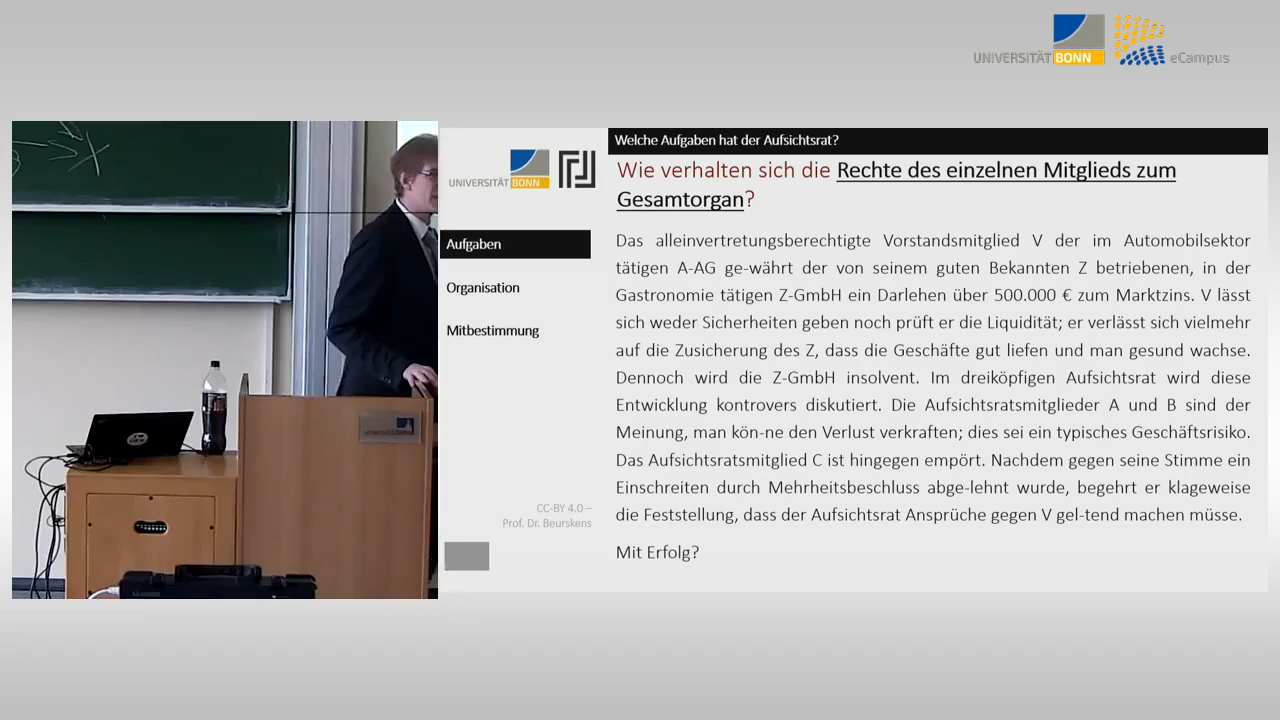 UNIVERSITÄT BONN
eCampus
Welche Aufgaben hat der Aufsichtsrat?
UNIVERSITÄT BONN
Wie verhalten sich die Rechte des einzelnen Mitglieds zum
Gesamtorgan?
Aufgaben
Organisation
Mitbestimmung
Das alleinvertretungsberechtigte Vorstandsmitglied V der im Automobilsektor
tätigen A-AG ge-währt der von seinem guten Bekannten Z betriebenen, in der
Gastronomie tätigen Z-GmbH ein Darlehen über 500.000 € zum Marktzins. V lässt
sich weder Sicherheiten geben noch prüft er die Liquidität; er verlässt sich vielmehr
auf die Zusicherung des Z, dass die Geschäfte gut liefen und man gesund wachse.
Dennoch wird die Z-GmbH insolvent. Im dreiköpfigen Aufsichtsrat wird diese
Entwicklung kontrovers diskutiert. Die Aufsichtsratsmitglieder A und B sind der
Meinung, man kön-ne den Verlust verkraften; dies sei ein typisches Geschäftsrisiko.
Das Aufsichtsratsmitglied C ist hingegen empört. Nachdem gegen seine Stimme ein
Einschreiten durch Mehrheitsbeschluss abge-lehnt wurde, begehrt er klageweise
die Feststellung, dass der Aufsichtsrat Ansprüche gegen V gel-tend machen müsse.
Mit Erfolg?
CC-BY 4.0 –
Prof. Dr. Beurskens